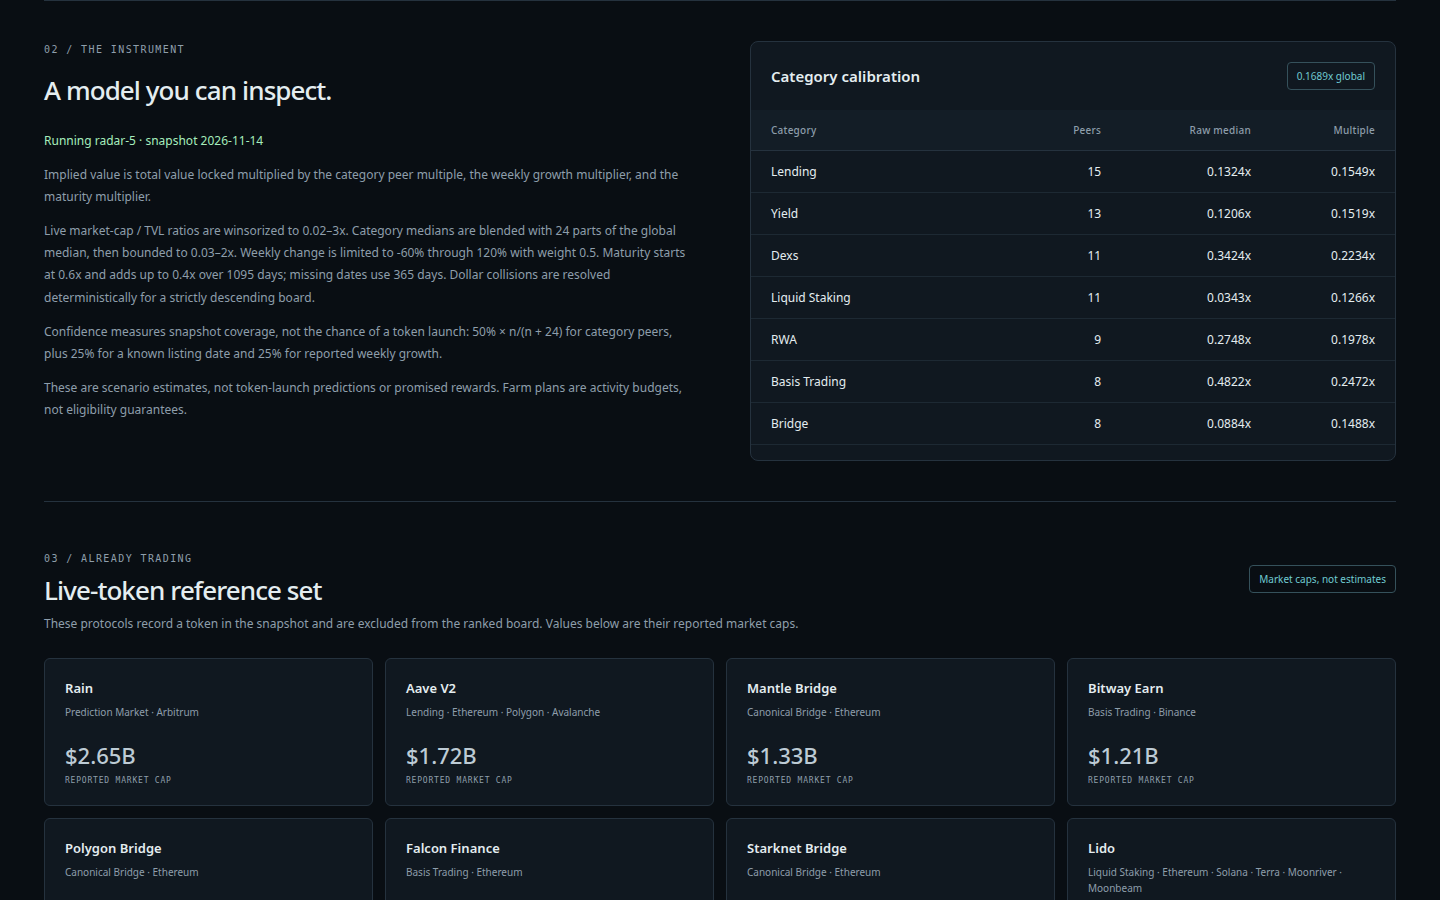 02 / THE INSTRUMENT
A model you can inspect.
Running radar-5 · snapshot 2026-11-14
Implied value is total value locked multiplied by the category peer multiple, the weekly growth multiplier, and the
maturity multiplier.
Live market-cap / TVL ratios are winsorized to 0.02–3x. Category medians are blended with 24 parts of the global
median, then bounded to 0.03–2x. Weekly change is limited to -60% through 120% with weight 0.5. Maturity starts
at 0.6x and adds up to 0.4x over 1095 days; missing dates use 365 days. Dollar collisions are resolved
deterministically for a strictly descending board.
Confidence measures snapshot coverage, not the chance of a token launch: 50% × n/(n + 24) for category peers,
plus 25% for a known listing date and 25% for reported weekly growth.
These are scenario estimates, not token-launch predictions or promised rewards. Farm plans are activity budgets,
not eligibility guarantees.
Category calibration
0.1689x global
Category Peers Raw median Multiple
Lending 15 0.1324x 0.1549x
Yield 13 0.1206x 0.1519x
Dexs 11 0.3424x 0.2234x
Liquid Staking 11 0.0343x 0.1266x
RWA 9 0.2748x 0.1978x
Basis Trading 8 0.4822x 0.2472x
Bridge 8 0.0884x 0.1488x
03 / ALREADY TRADING
Live-token reference set
Market caps, not estimates
These protocols record a token in the snapshot and are excluded from the ranked board. Values below are their reported market caps.
Rain
Prediction Market · Arbitrum
$2.65B
REPORTED MARKET CAP
Aave V2
Lending · Ethereum · Polygon · Avalanche
$1.72B
REPORTED MARKET CAP
Mantle Bridge
Canonical Bridge · Ethereum
$1.33B
REPORTED MARKET CAP
Bitway Earn
Basis Trading · Binance
$1.21B
REPORTED MARKET CAP
Polygon Bridge
Canonical Bridge · Ethereum
Falcon Finance
Basis Trading · Ethereum
Starknet Bridge
Canonical Bridge · Ethereum
Lido
Liquid Staking · Ethereum · Solana · Terra · Moonriver ·
Moonbeam